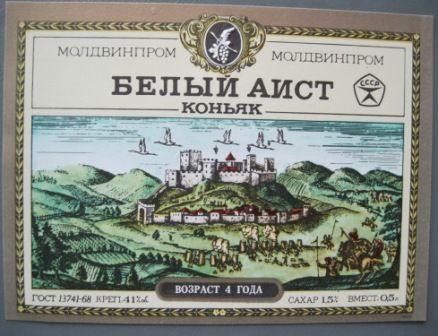 МОЛДВИНПРОМ МОЛДВИНПРОМ
СССР
БЕЛЫЙ АИСТ
КОНЬЯК
ВОЗРАСТ 4 ГОДА
ГОСТ 13741-68 КРЕП. 41%об. САХАР 1,5% ВМЕСТ. 0,5л